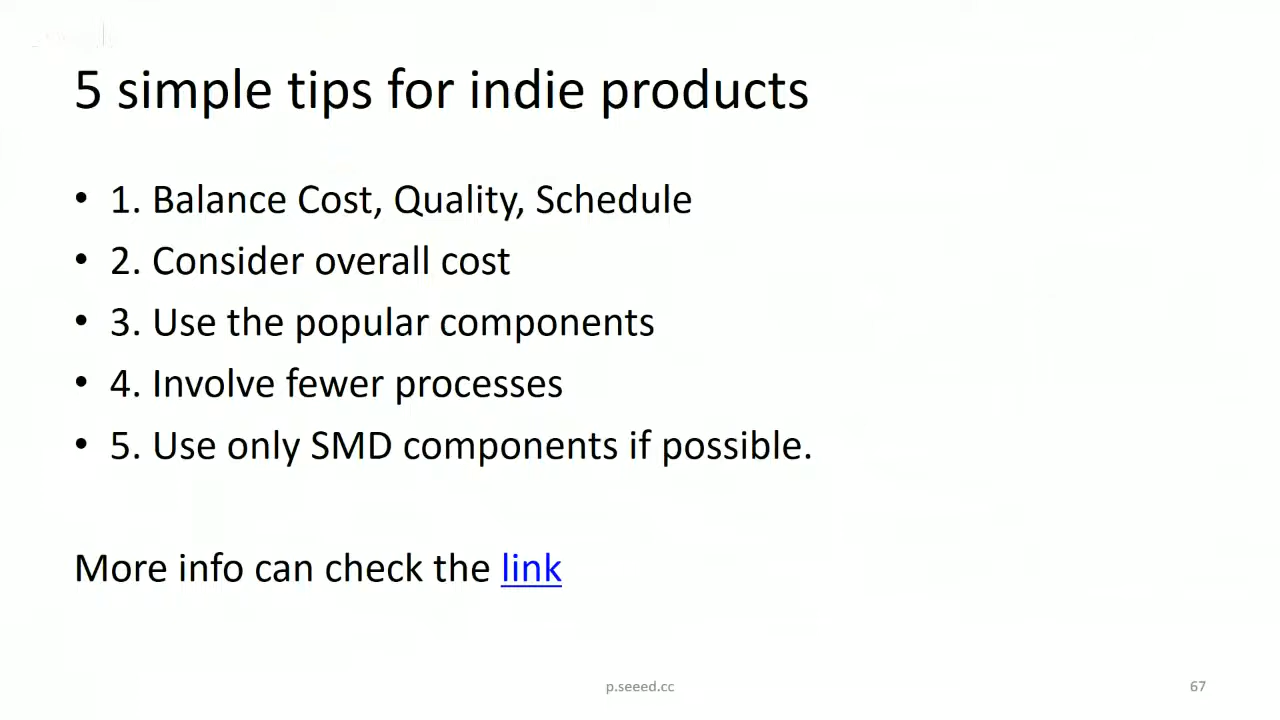 5 simple tips for indie products
• 1. Balance Cost, Quality, Schedule
• 2. Consider overall cost
• 3. Use the popular components
• 4. Involve fewer processes
• 5. Use only SMD components if possible.
More info can check the link
p.seeed.cc
67